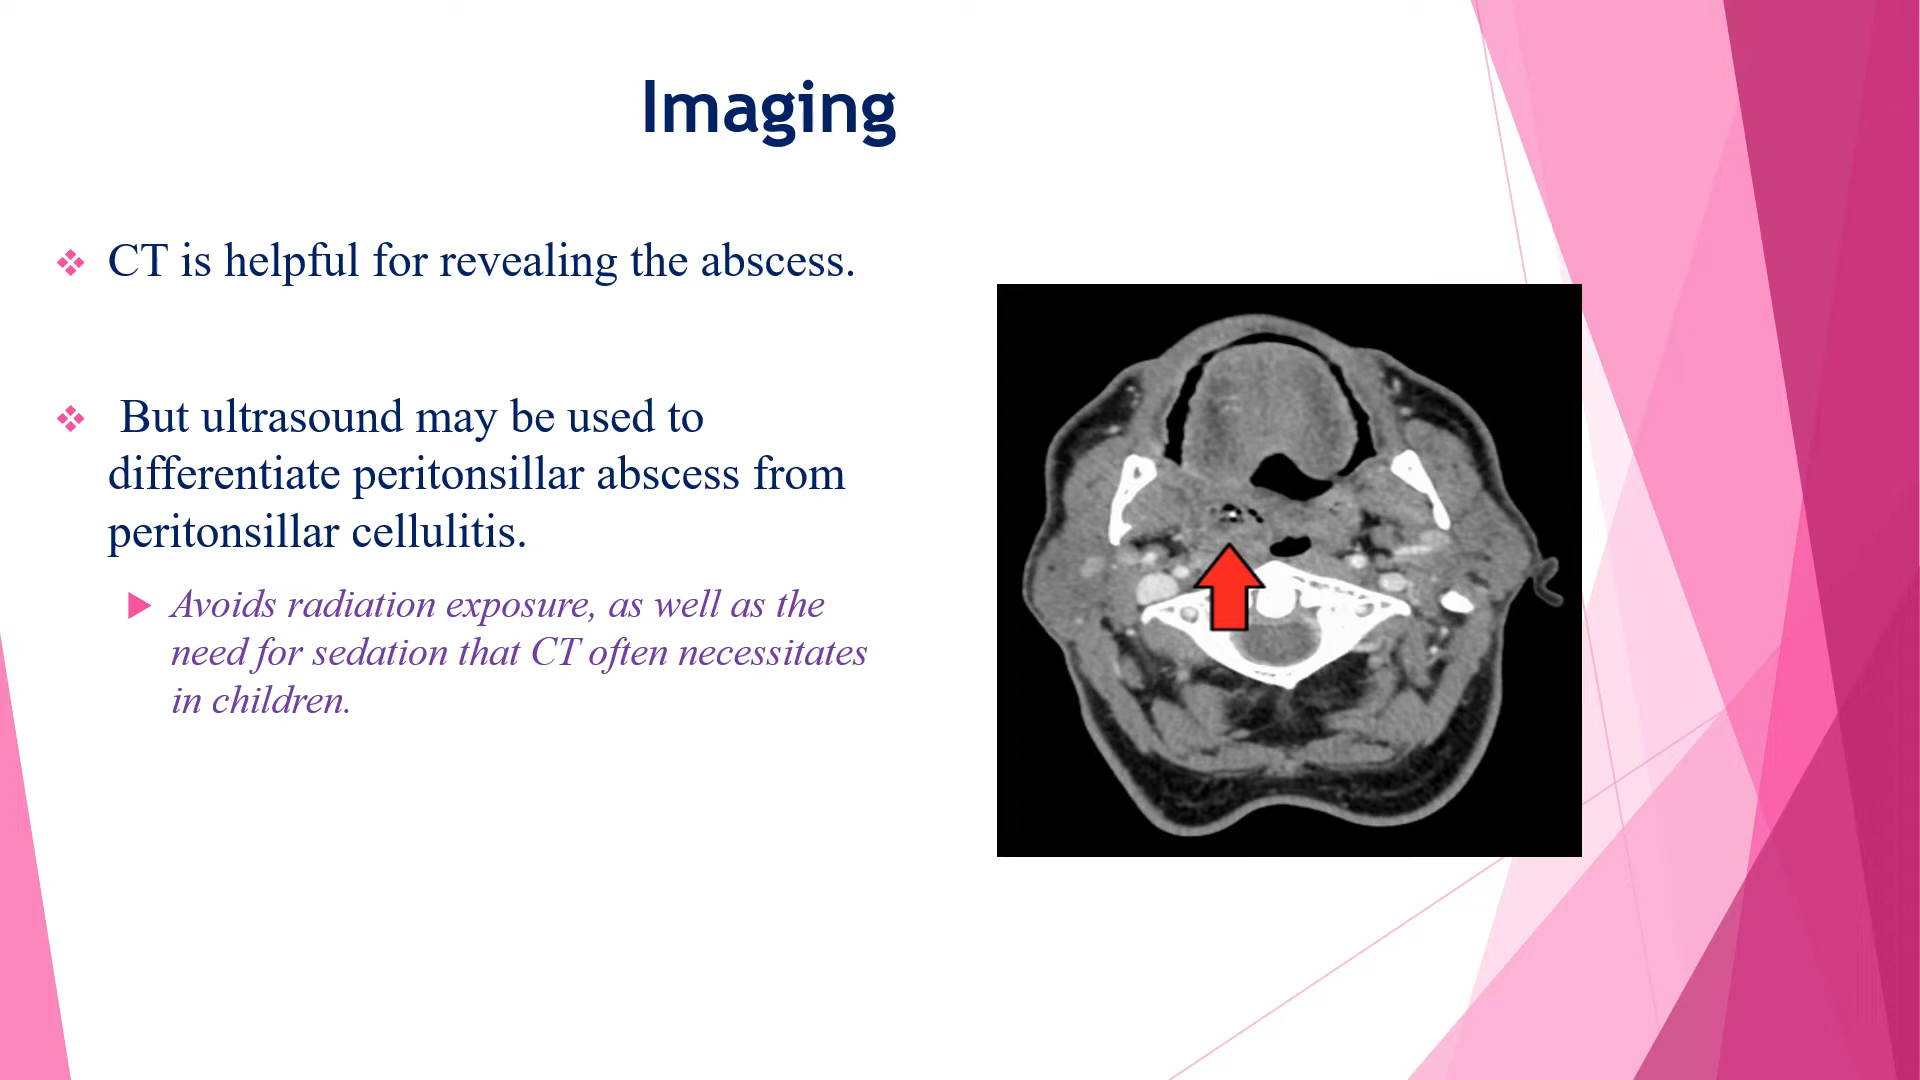 Imaging
CT is helpful for revealing the abscess.
But ultrasound may be used to
differentiate peritonsillar abscess from
peritonsillar cellulitis.
Avoids radiation exposure, as well as the
need for sedation that CT often necessitates
in children.